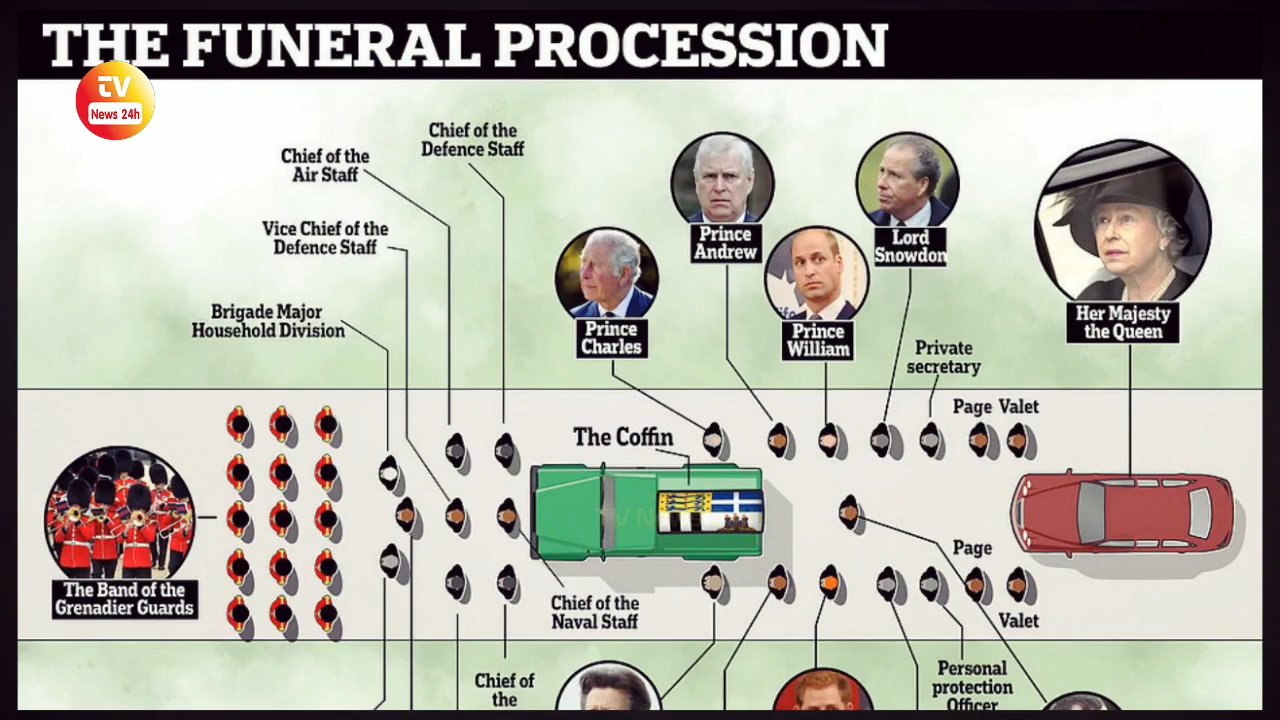 THE FUNERAL PROCESSION
TV
News 24h
Chief of the
Defence Staff
Chief of the
Air Staff
Vice Chief of the
Defence Staff
Brigade Major
Household Division
Prince
Andrew
Lord
Snowdon
Prince
Charles
Prince
William
Her Majesty
the Queen
Private
secretary
Page Valet
The Coffin
The Band of the
Grenadier Guards
Page
Chief of the
Naval Staff
Valet
Chief of
the
Personal
protection
Officer